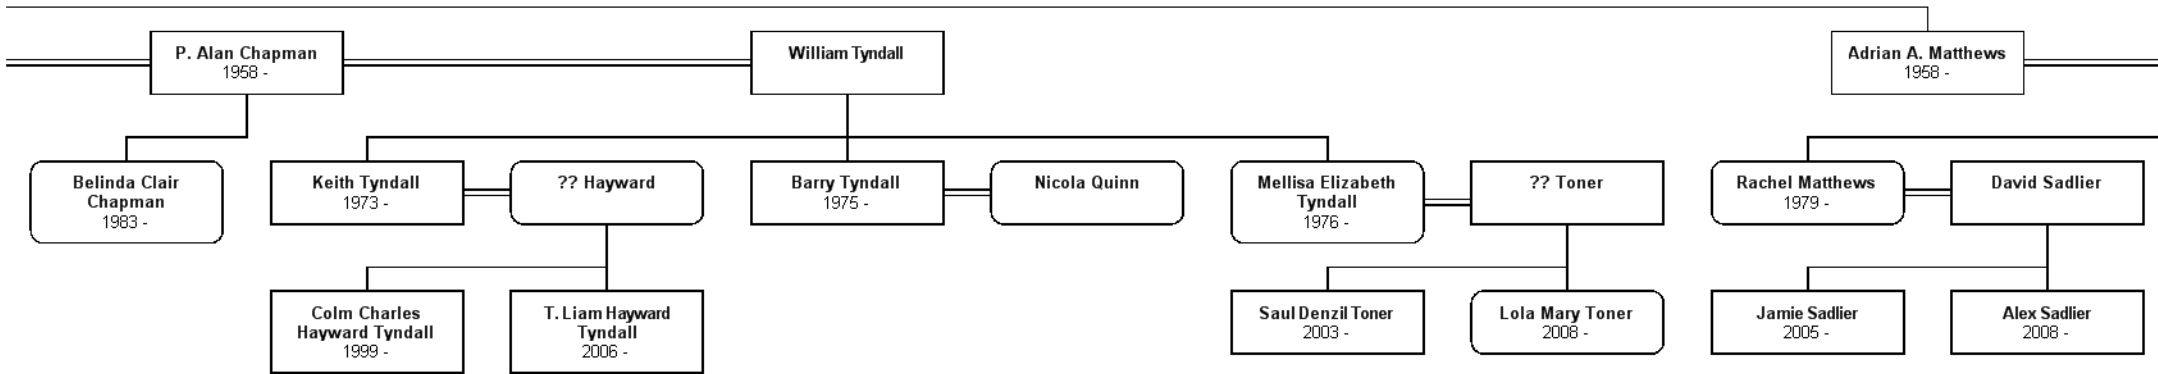 P. Alan Chapman
1958 -
William Tyndall
Adrian A. Matthews
1958 -
Belinda Clair
Chapman
1983 -
Keith Tyndall
1973 -
?? Hayward
Barry Tyndall
1975 -
Nicola Quinn
Mellisa Elizabeth
Tyndall
1976 -
?? Toner
Rachel Matthews
1979 -
David Sadlier
Colm Charles
Hayward Tyndall
1999 -
T. Liam Hayward
Tyndall
2006 -
Saul Denzil Toner
2003 -
Lola Mary Toner
2008 -
Jamie Sadlier
2005 -
Alex Sadlier
2008 -